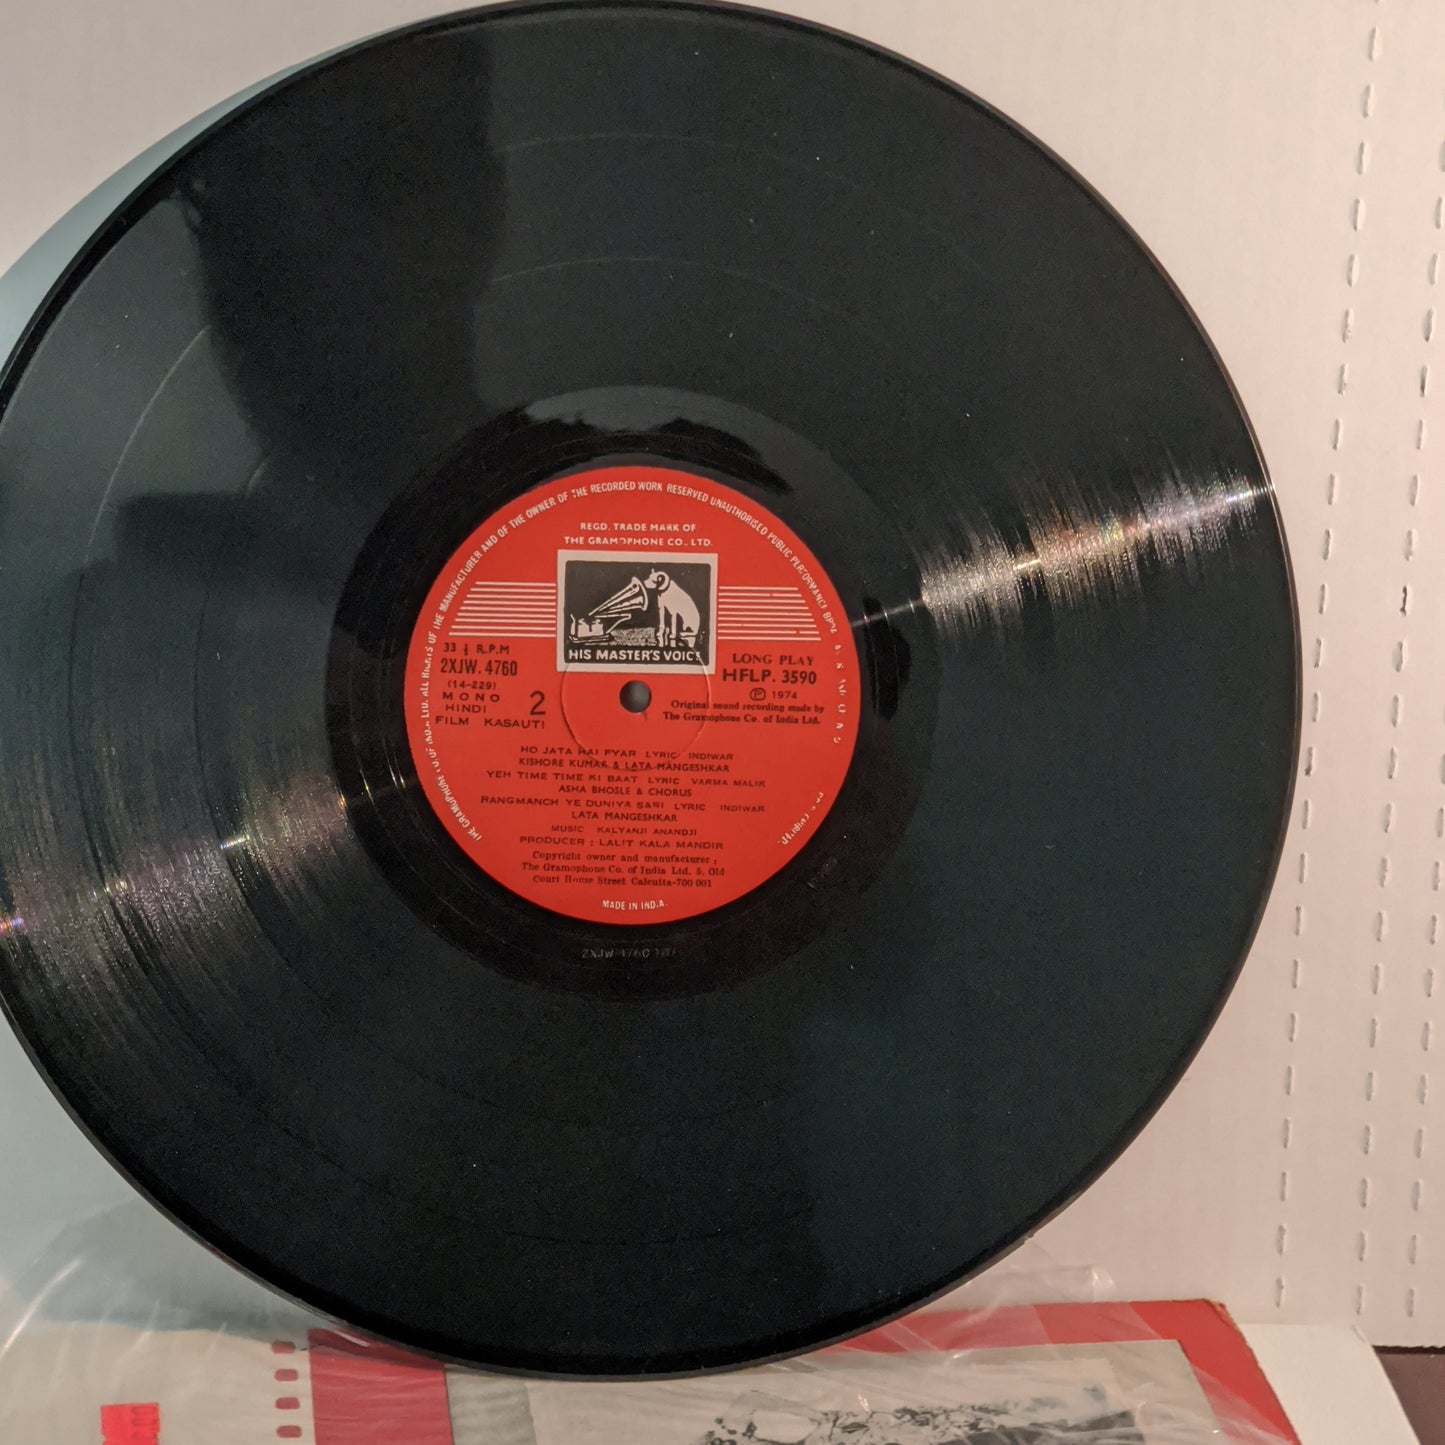 THE GRAMOPHONE
ALL RIGHTS OF THE MANUFACTURER AND OF THE OWNER OF THE RECORDED WORK RESERVED UNAUTHORISED PUBLIC PERFORMANCE
REGD. TRADE MARK OF
THE GRAMOPHONE CO., LTD.
HIS MASTER'S VOICE
33 ⅓ R.P.M
2XJW. 4760
(14-229)
MONO
HINDI
FILM KASAUTI
2
LONG PLAY
HFLP. 3590
Ⓟ 1974
Original sound recording made by
The Gramophone Co. of India Ltd.
HO JATA HAI PYAR LYRIC INDIWAR
KISHORE KUMAR & LATA MANGESHKAR
YEH TIME TIME KI BAAT LYRIC VARMA MALIK
ASHA BHOSLE & CHORUS
RANGMANCH YE DUNIYA SARI LYRIC INDIWAR
LATA MANGESHKAR
MUSIC KALYANJI ANANDJI
PRODUCER : LALIT KALA MANDIR
Copyright owner and manufacturer :
The Gramophone Co. of India Ltd. 5, Old
Court House Street Calcutta-700 001
MADE IN INDIA
2XJW 4760